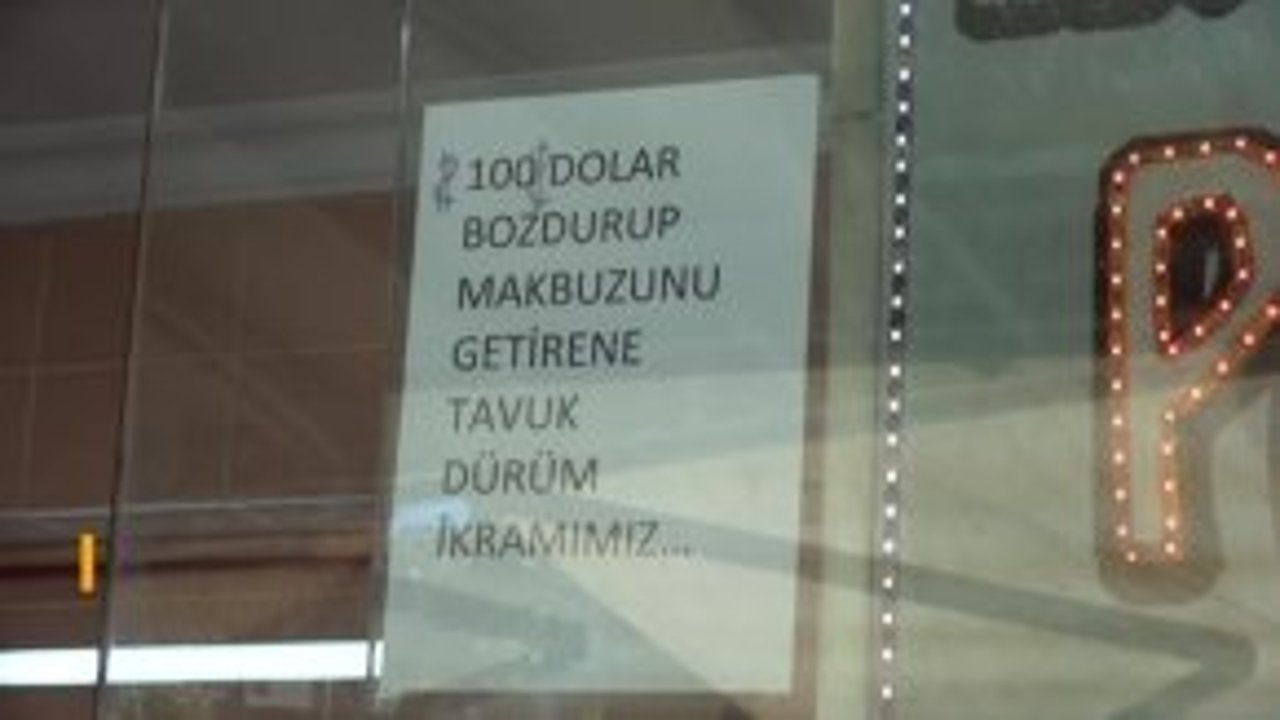 100 DOLAR
BOZDURUP
MAKBUZUNU
GETİRENE
TAVUK
DÜRÜM
İKRAMIMIZ...
P